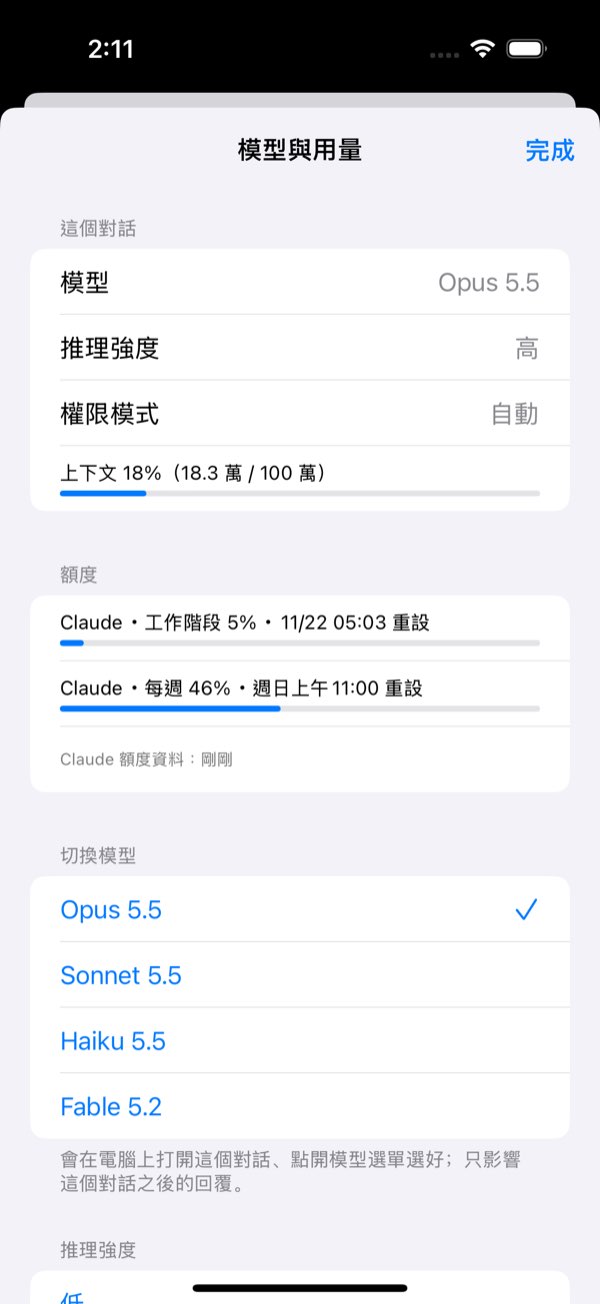 2:11
模型與用量
完成
這個對話
模型
Opus 5.5
推理強度
高
權限模式
自動
上下文 18%（18.3 萬 / 100 萬）
額度
Claude・工作階段 5%・11/22 05:03 重設
Claude・每週 46%・週日上午 11:00 重設
Claude 額度資料：剛剛
切換模型
Opus 5.5
Sonnet 5.5
Haiku 5.5
Fable 5.2
會在電腦上打開這個對話、點開模型選單選好；只影響
這個對話之後的回覆。
推理強度
低